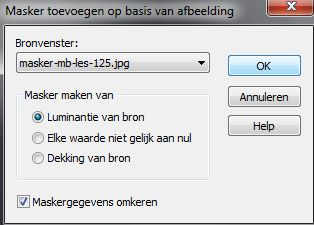 Masker toevoegen op basis van afbeelding
Bronvenster:
masker-mb-les-125.jpg
OK
Annuleren
Help
Masker maken van
Luminantie van bron
Elke waarde niet gelijk aan nul
Dekking van bron
Maskergegevens omkeren